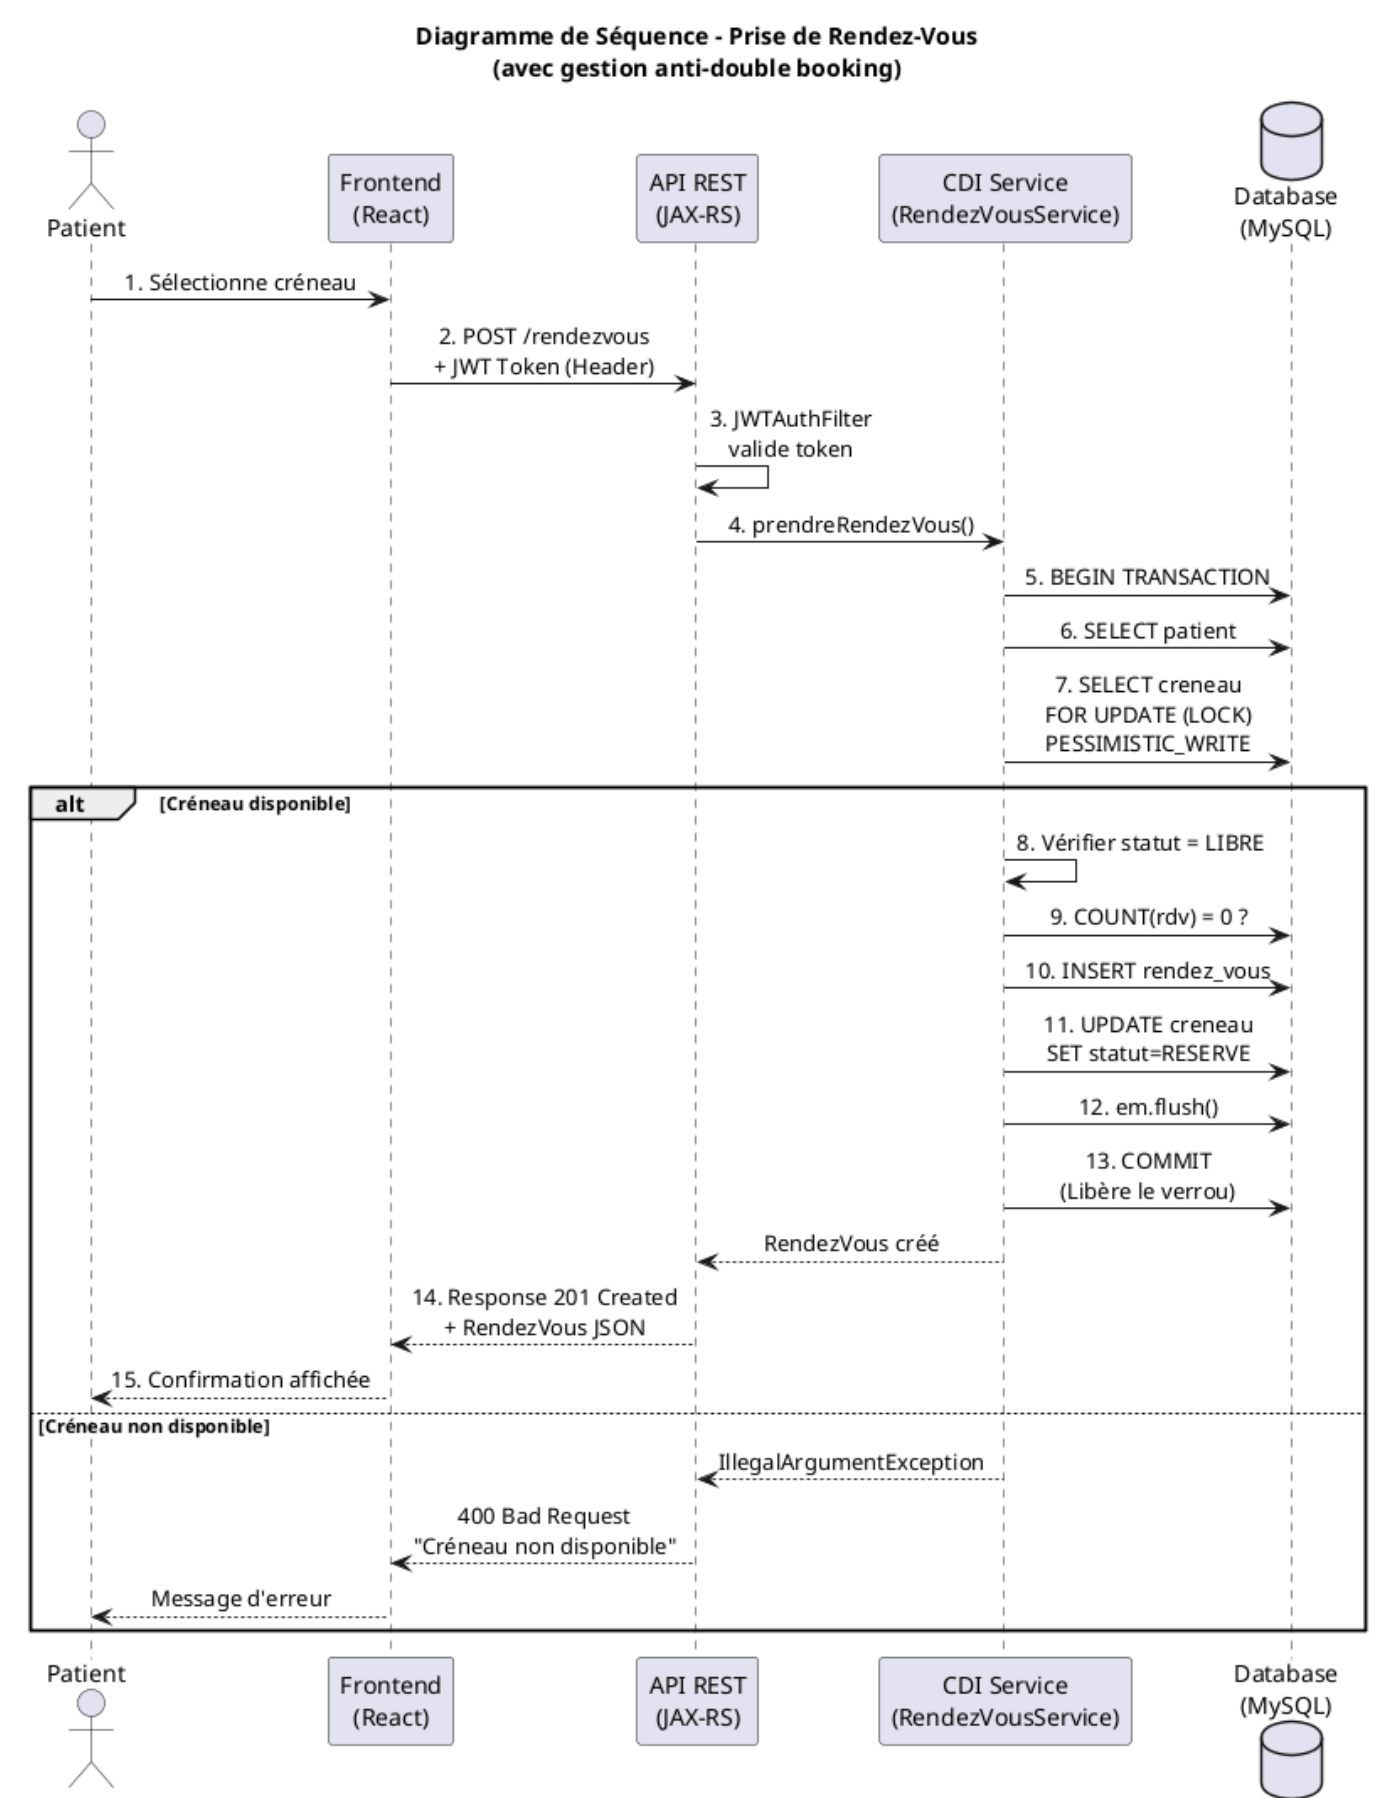 Diagramme de Séquence - Prise de Rendez-Vous
(avec gestion anti-double booking)
Patient
Frontend
(React)
API REST
(JAX-RS)
CDI Service
(RendezVousService)
Database
(MySQL)
1. Sélectionne créneau
2. POST /rendezvous
+ JWT Token (Header)
3. JWTAuthFilter
valide token
4. prendreRendezVous()
5. BEGIN TRANSACTION
6. SELECT patient
7. SELECT creneau
FOR UPDATE (LOCK)
PESSIMISTIC_WRITE
alt
[Créneau disponible]
8. Vérifier statut = LIBRE
9. COUNT(rdv) = 0 ?
10. INSERT rendez_vous
11. UPDATE creneau
SET statut=RESERVE
12. em.flush()
13. COMMIT
(Libère le verrou)
RendezVous créé
14. Response 201 Created
+ RendezVous JSON
15. Confirmation affichée
[Créneau non disponible]
IllegalArgumentException
400 Bad Request
"Créneau non disponible"
Message d'erreur
Patient
Frontend
(React)
API REST
(JAX-RS)
CDI Service
(RendezVousService)
Database
(MySQL)